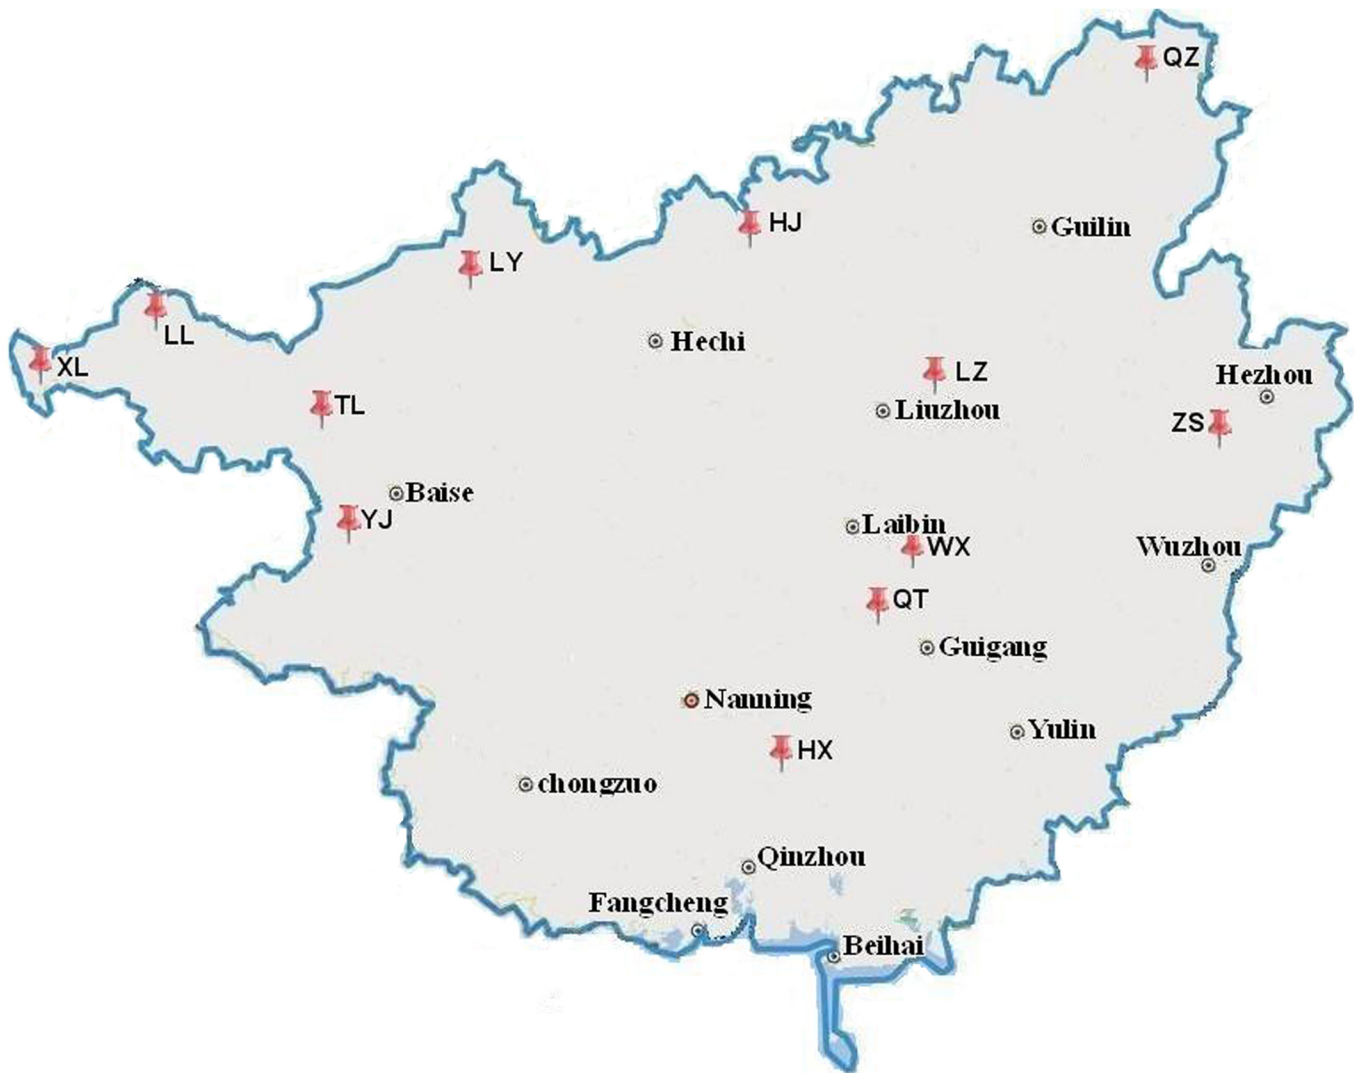 QZ
HJ
Guilin
LY
LL
Hechi
XL
LZ
Hezhou
TL
Liuzhou
ZS
Baise
YJ
Laibin
WX
Wuzhou
QT
Guigang
Nanning
Yulin
HX
chongzuo
Qinzhou
Fangcheng
Beihai